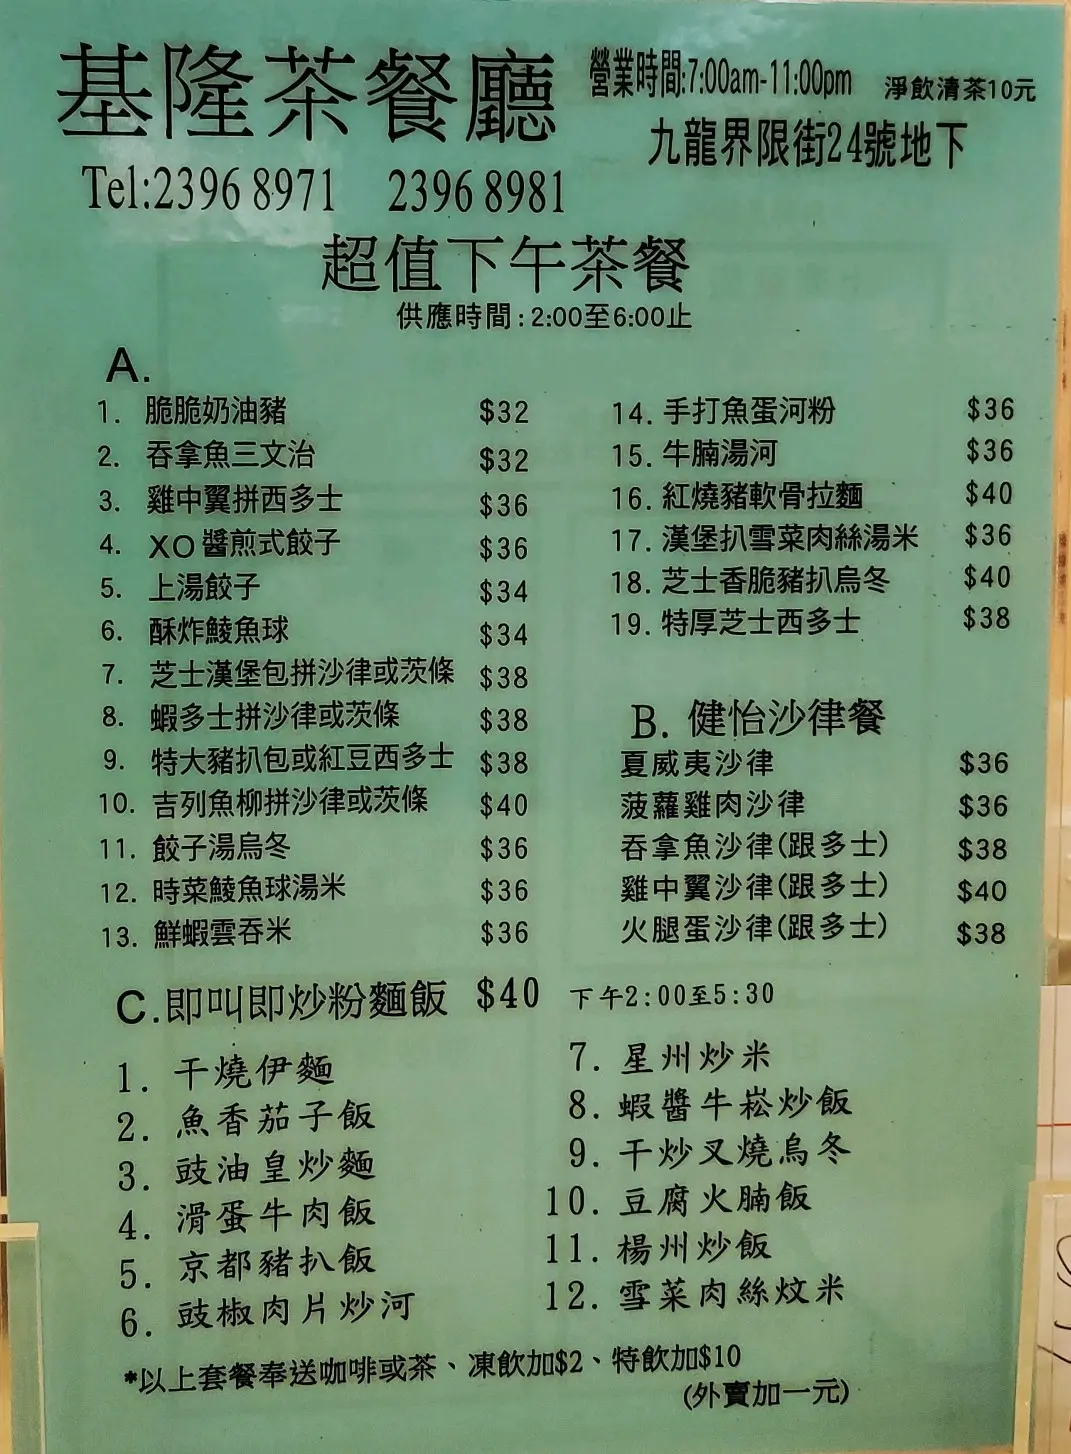 基隆茶餐廳
營業時間:7:00am-11:00pm 淨飲清茶10元
九龍界限街24號地下
Tel:2396 8971 2396 8981
超值下午茶餐
供應時間:2:00至6:00止
A.
1. 脆脆奶油豬 $32
2. 吞拿魚三文治 $32
3. 雞中翼拼西多士 $36
4. XO醬煎式餃子 $36
5. 上湯餃子 $34
6. 酥炸鯪魚球 $34
7. 芝士漢堡包拼沙律或茨條 $38
8. 蝦多士拼沙律或茨條 $38
9. 特大豬扒包或紅豆西多士 $38
10. 吉列魚柳拼沙律或茨條 $40
11. 餃子湯烏冬 $36
12. 時菜鯪魚球湯米 $36
13. 鮮蝦雲吞米 $36
14. 手打魚蛋河粉 $36
15. 牛腩湯河 $36
16. 紅燒豬軟骨拉麵 $40
17. 漢堡扒雪菜肉絲湯米 $36
18. 芝士香脆豬扒烏冬 $40
19. 特厚芝士西多士 $38
B. 健怡沙律餐
夏威夷沙律 $36
菠蘿雞肉沙律 $36
吞拿魚沙律(跟多士) $38
雞中翼沙律(跟多士) $40
火腿蛋沙律(跟多士) $38
C.即叫即炒粉麵飯 $40 下午2:00至5:30
1. 干燒伊麵
2. 魚香茄子飯
3. 豉油皇炒麵
4. 滑蛋牛肉飯
5. 京都豬扒飯
6. 豉椒肉片炒河
7. 星州炒米
8. 蝦醬牛崧炒飯
9. 干炒叉燒烏冬
10. 豆腐火腩飯
11. 楊州炒飯
12. 雪菜肉絲炆米
*以上套餐奉送咖啡或茶、凍飲加$2、特飲加$10
(外賣加一元)